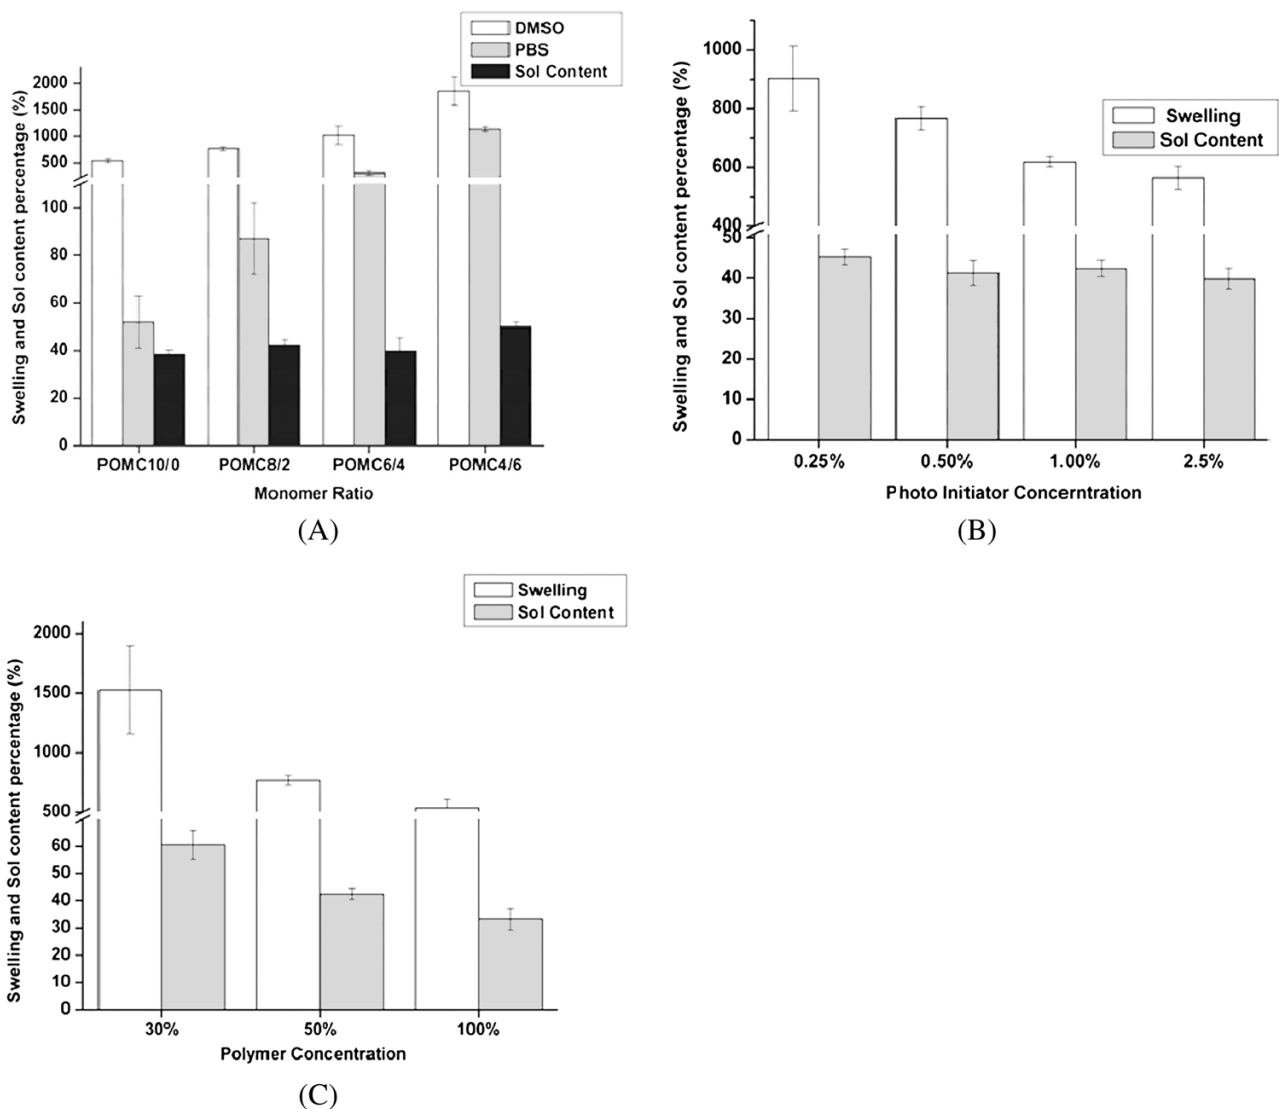 DMSO
PBS
Sol Content
Swelling and Sol content percentage (%)
2000
1500
1000
500
100
80
60
40
20
0
POMC10/0 POMC8/2 POMC6/4 POMC4/6
Monomer Ratio
(A)
Swelling
Sol Content
Swelling and Sol content percentage (%)
1000
800
600
400
50
40
30
20
10
0
0.25% 0.50% 1.00% 2.5%
Photo Initiator Concerntration
(B)
Swelling
Sol Content
Swelling and Sol content percentage (%)
2000
1500
1000
500
60
50
40
30
20
10
0
30% 50% 100%
Polymer Concentration
(C)